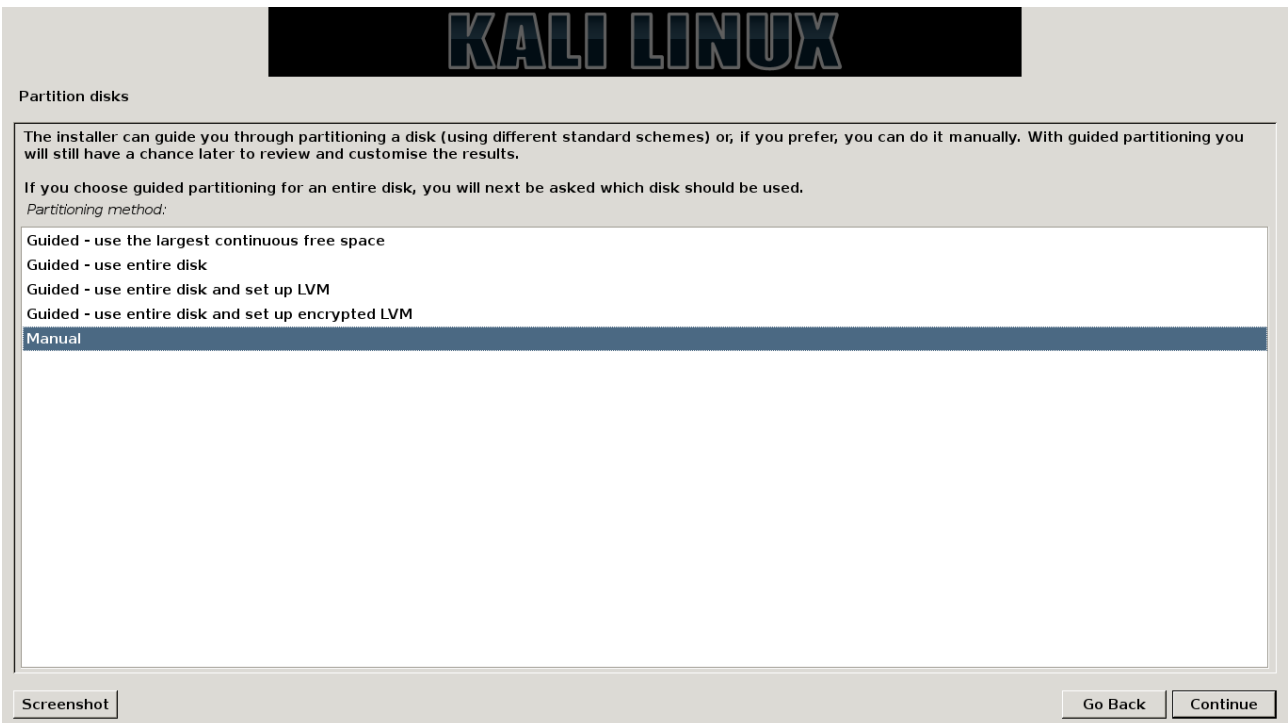 KALI LINUX
Partition disks
The installer can guide you through partitioning a disk (using different standard schemes) or, if you prefer, you can do it manually. With guided partitioning you
will still have a chance later to review and customise the results.
If you choose guided partitioning for an entire disk, you will next be asked which disk should be used.
Partitioning method:
Guided - use the largest continuous free space
Guided - use entire disk
Guided - use entire disk and set up LVM
Guided - use entire disk and set up encrypted LVM
Manual
Screenshot
Go Back
Continue